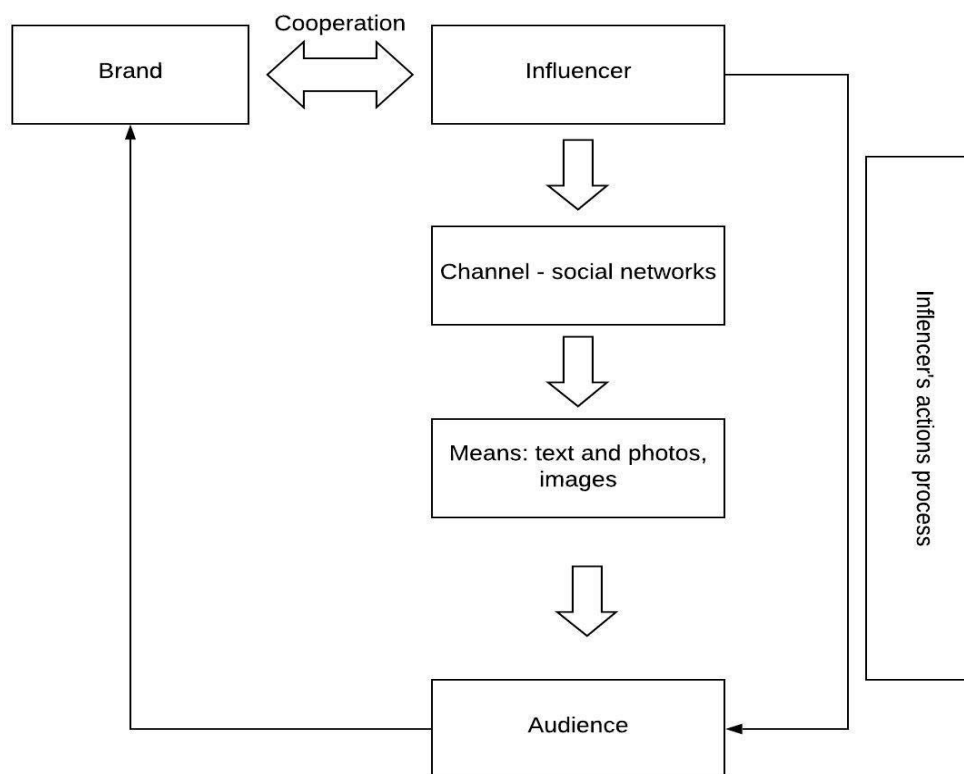 Cooperation
Brand
Influencer
Channel - social networks
Means: text and photos,
images
Inflencer's actions process
Audience